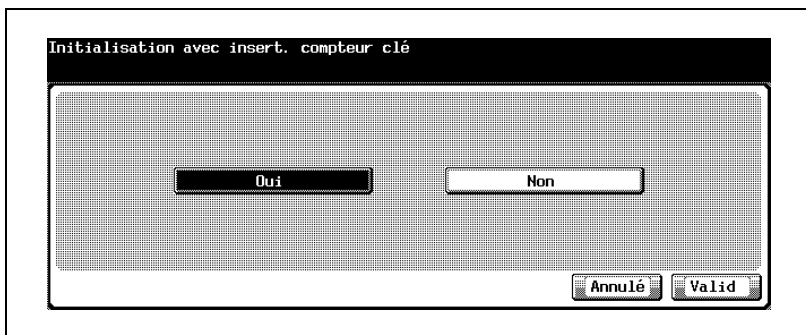 Initialisation avec insert. compteur clé
Oui Non
Annulé Valid